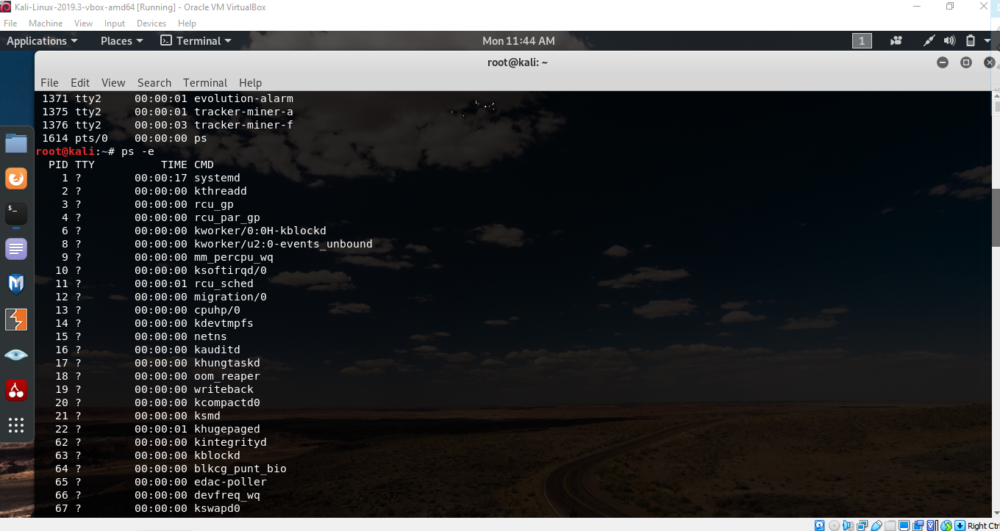 Kali-Linux-2019.3-vbox-amd64 [Running] - Oracle VM VirtualBox
File Machine View Input Devices Help
Applications Places Terminal Mon 11:44 AM 1
root@kali: ~
File Edit View Search Terminal Help
1371 tty2 00:00:01 evolution-alarm
1375 tty2 00:00:01 tracker-miner-a
1376 tty2 00:00:03 tracker-miner-f
1614 pts/0 00:00:00 ps
root@kali:~# ps -e
PID TTY TIME CMD
1 ? 00:00:17 systemd
2 ? 00:00:00 kthreadd
3 ? 00:00:00 rcu_gp
4 ? 00:00:00 rcu_par_gp
6 ? 00:00:00 kworker/0:0H-kblockd
8 ? 00:00:00 kworker/u2:0-events_unbound
9 ? 00:00:00 mm_percpu_wq
10 ? 00:00:00 ksoftirqd/0
11 ? 00:00:01 rcu_sched
12 ? 00:00:00 migration/0
13 ? 00:00:00 cpuhp/0
14 ? 00:00:00 kdevtmpfs
15 ? 00:00:00 netns
16 ? 00:00:00 kauditd
17 ? 00:00:00 khungtaskd
18 ? 00:00:00 oom_reaper
19 ? 00:00:00 writeback
20 ? 00:00:00 kcompactd0
21 ? 00:00:00 ksmd
22 ? 00:00:01 khugepaged
62 ? 00:00:00 kintegrityd
63 ? 00:00:00 kblockd
64 ? 00:00:00 blkcg_punt_bio
65 ? 00:00:00 edac-poller
66 ? 00:00:00 devfreq_wq
67 ? 00:00:00 kswapd0
Right Ctr